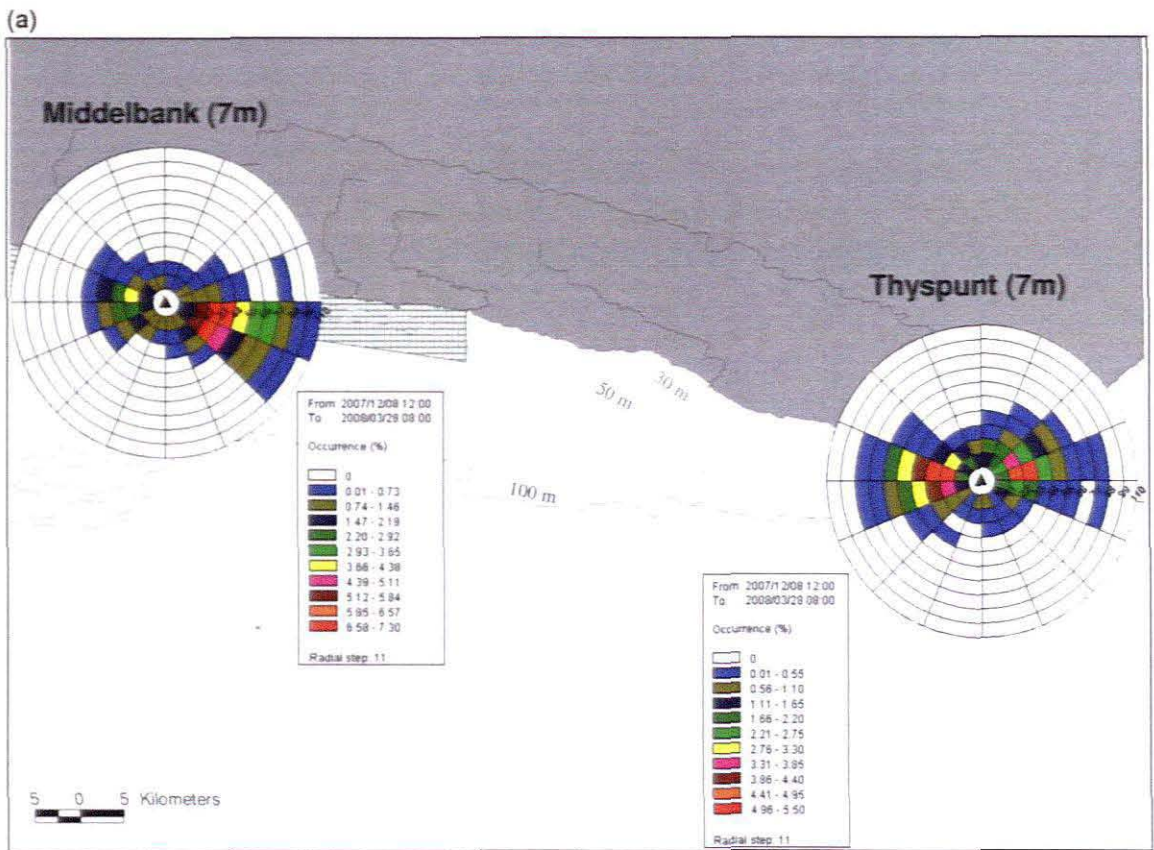 (a)
Middelbank (7m)
Thyspunt (7m)
30 m
50 m
100 m
From 2007/12/08 12:00
To 2008/03/28 08:00
Occurrence (%)
0
0.01 - 0.73
0.74 - 1.46
1.47 - 2.19
2.20 - 2.92
2.93 - 3.65
3.66 - 4.38
4.39 - 5.11
5.12 - 5.84
5.85 - 6.57
6.58 - 7.30
Radial step: 11
From 2007/12/08 12:00
To: 2008/03/28 08:00
Occurrence (%)
0
0.01 - 0.55
0.56 - 1.10
1.11 - 1.65
1.66 - 2.20
2.21 - 2.75
2.76 - 3.30
3.31 - 3.85
3.86 - 4.40
4.41 - 4.95
4.96 - 5.50
Radial step: 11
5 0 5 Kilometers